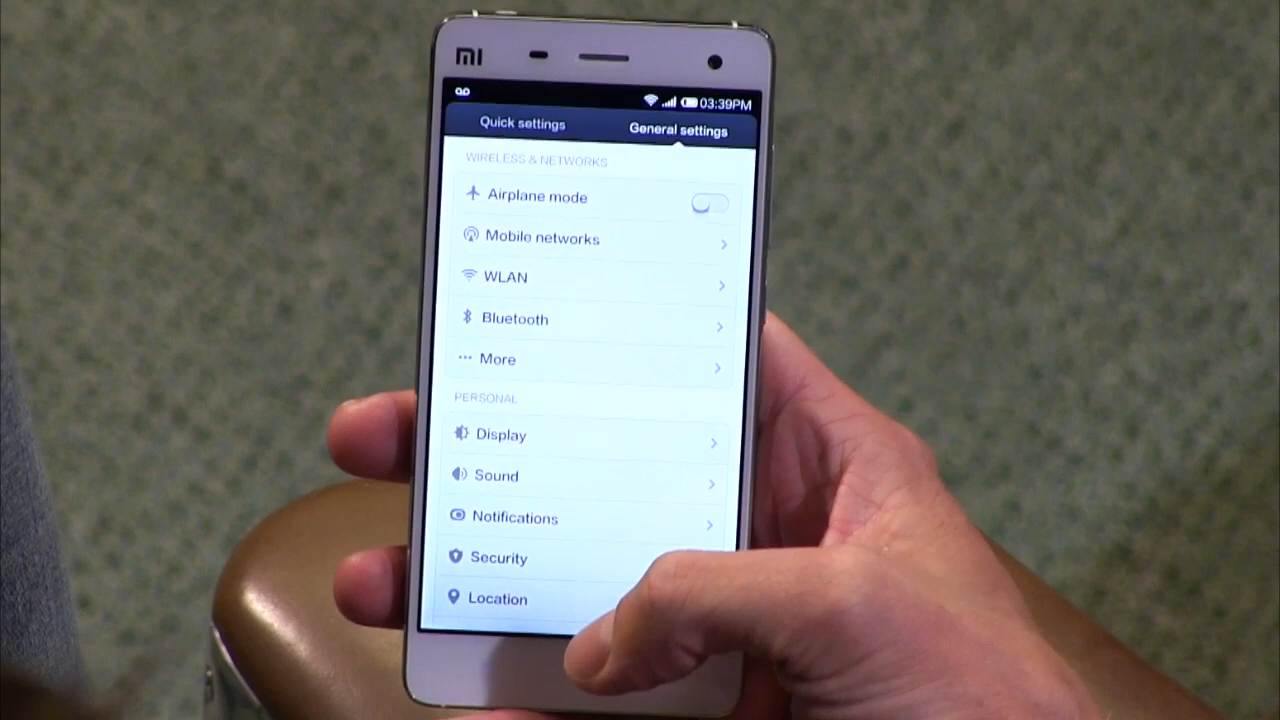 MI
03:39PM
Quick settings
General settings
WIRELESS & NETWORKS
Airplane mode
Mobile networks
WLAN
Bluetooth
More
PERSONAL
Display
Sound
Notifications
Security
Location